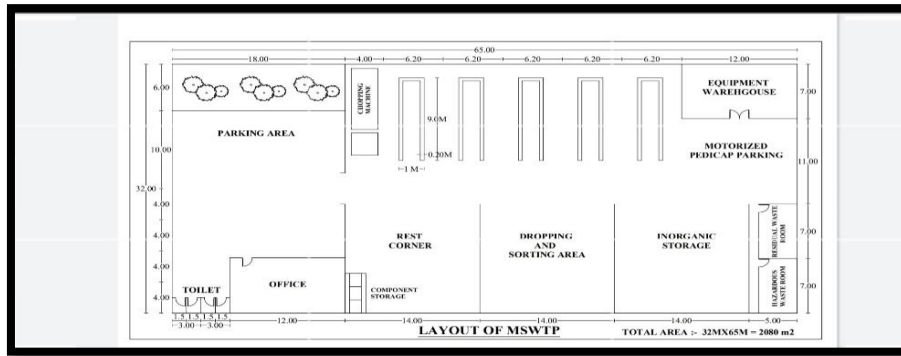 65.00
18.00 4.00 6.20 6.20 6.20 6.20 6.20 12.00
6.00
CHOPPING
MACHINE
EQUIPMENT
WAREHOUSE
7.00
9.0M
PARKING AREA
10.00
0.20M
1 M
MOTORIZED
PEDICAP PARKING
11.00
32.00
4.00
4.00
4.00
4.00
REST
CORNER
DROPPING
AND
SORTING AREA
INORGANIC
STORAGE
RESIDUAL WASTE
ROOM
7.00
TOILET
OFFICE
COMPONENT
STORAGE
HAZARDOUS
WASTE ROOM
7.00
1.5 1.5 1.5 1.5
3.00 3.00
12.00 14.00 14.00 14.00 5.00
LAYOUT OF MSWTP
TOTAL AREA :- 32MX65M = 2080 m2